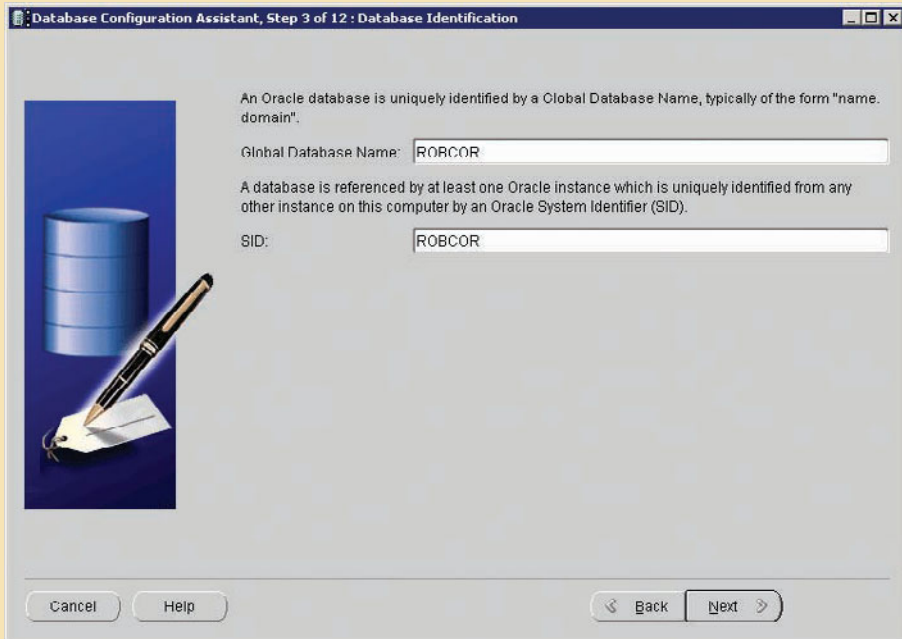 Database Configuration Assistant, Step 3 of 12 : Database Identification
An Oracle database is uniquely identified by a Global Database Name, typically of the form "name.
domain".
Global Database Name: ROBCOR
A database is referenced by at least one Oracle instance which is uniquely identified from any
other instance on this computer by an Oracle System Identifier (SID).
SID: ROBCOR
Cancel Help Back Next